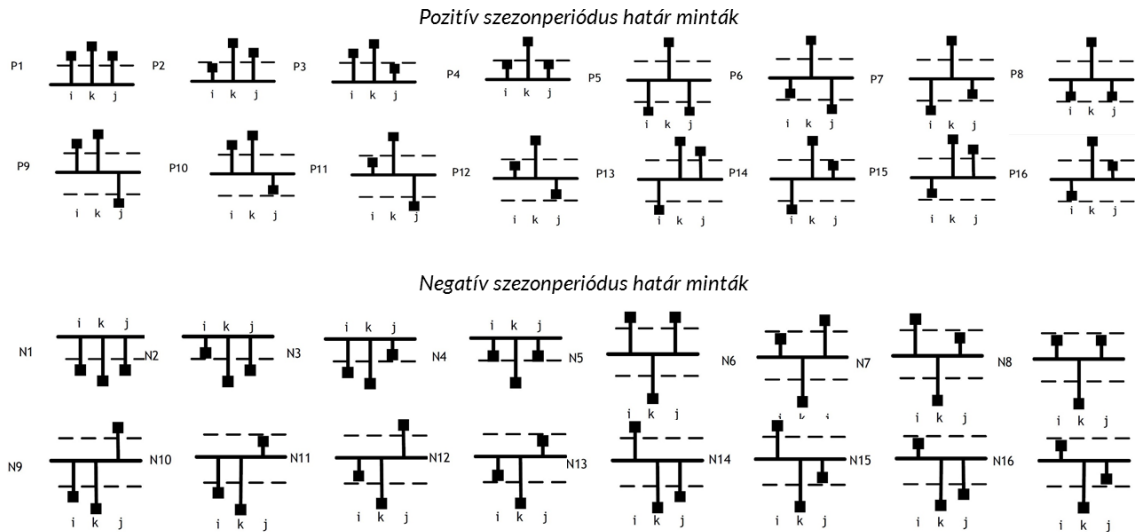 Pozitív szezonperiódus határ minták
P1 P2 P3 P4 P5 P6 P7 P8
i k j i k j i k j i k j i k j i k j i k j i k j
P9 P10 P11 P12 P13 P14 P15 P16
i k j i k j i k j i k j i k j i k j i k j i k j
Negatív szezonperiódus határ minták
i k j i k j i k j i k j
N1 N2 N3 N4 N5 N6 N7 N8
i k j i k j i k j
N9 N10 N11 N12 N13 N14 N15 N16
i k j i k j i k j i k j i k j i k j i k j i k j